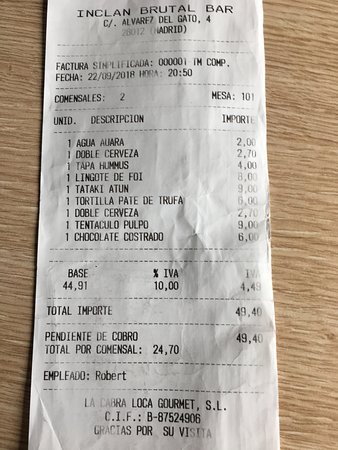 INCLAN BRUTAL BAR
C/. ALVAREZ DEL GATO, 4
28012 (MADRID)
FACTURA SIMPLIFICADA: 000001 TM COMP.
FECHA: 22/09/2018 HORA: 20:50
COMENSALES: 2 MESA: 101
UNID. DESCRIPCION IMPORTE
1 AGUA AUARA 2,00
1 DOBLE CERVEZA 2,70
1 TAPA HUMMUS 4,00
1 LINGOTE DE FOI 8,00
1 TATAKI ATUN 9,00
1 TORTILLA PATE DE TRUFA 6,00
1 DOBLE CERVEZA 2,70
1 TENTACULO PULPO 9,00
1 CHOCOLATE COSTRADO 6,00
BASE % IVA IVA
44,91 10,00 4,49
TOTAL IMPORTE 49,40
PENDIENTE DE COBRO 49,40
TOTAL POR COMENSAL: 24,70
EMPLEADO: Robert
LA CABRA LOCA GOURMET, S.L.
C.I.F.: B-87524906
GRACIAS POR SU VISITA